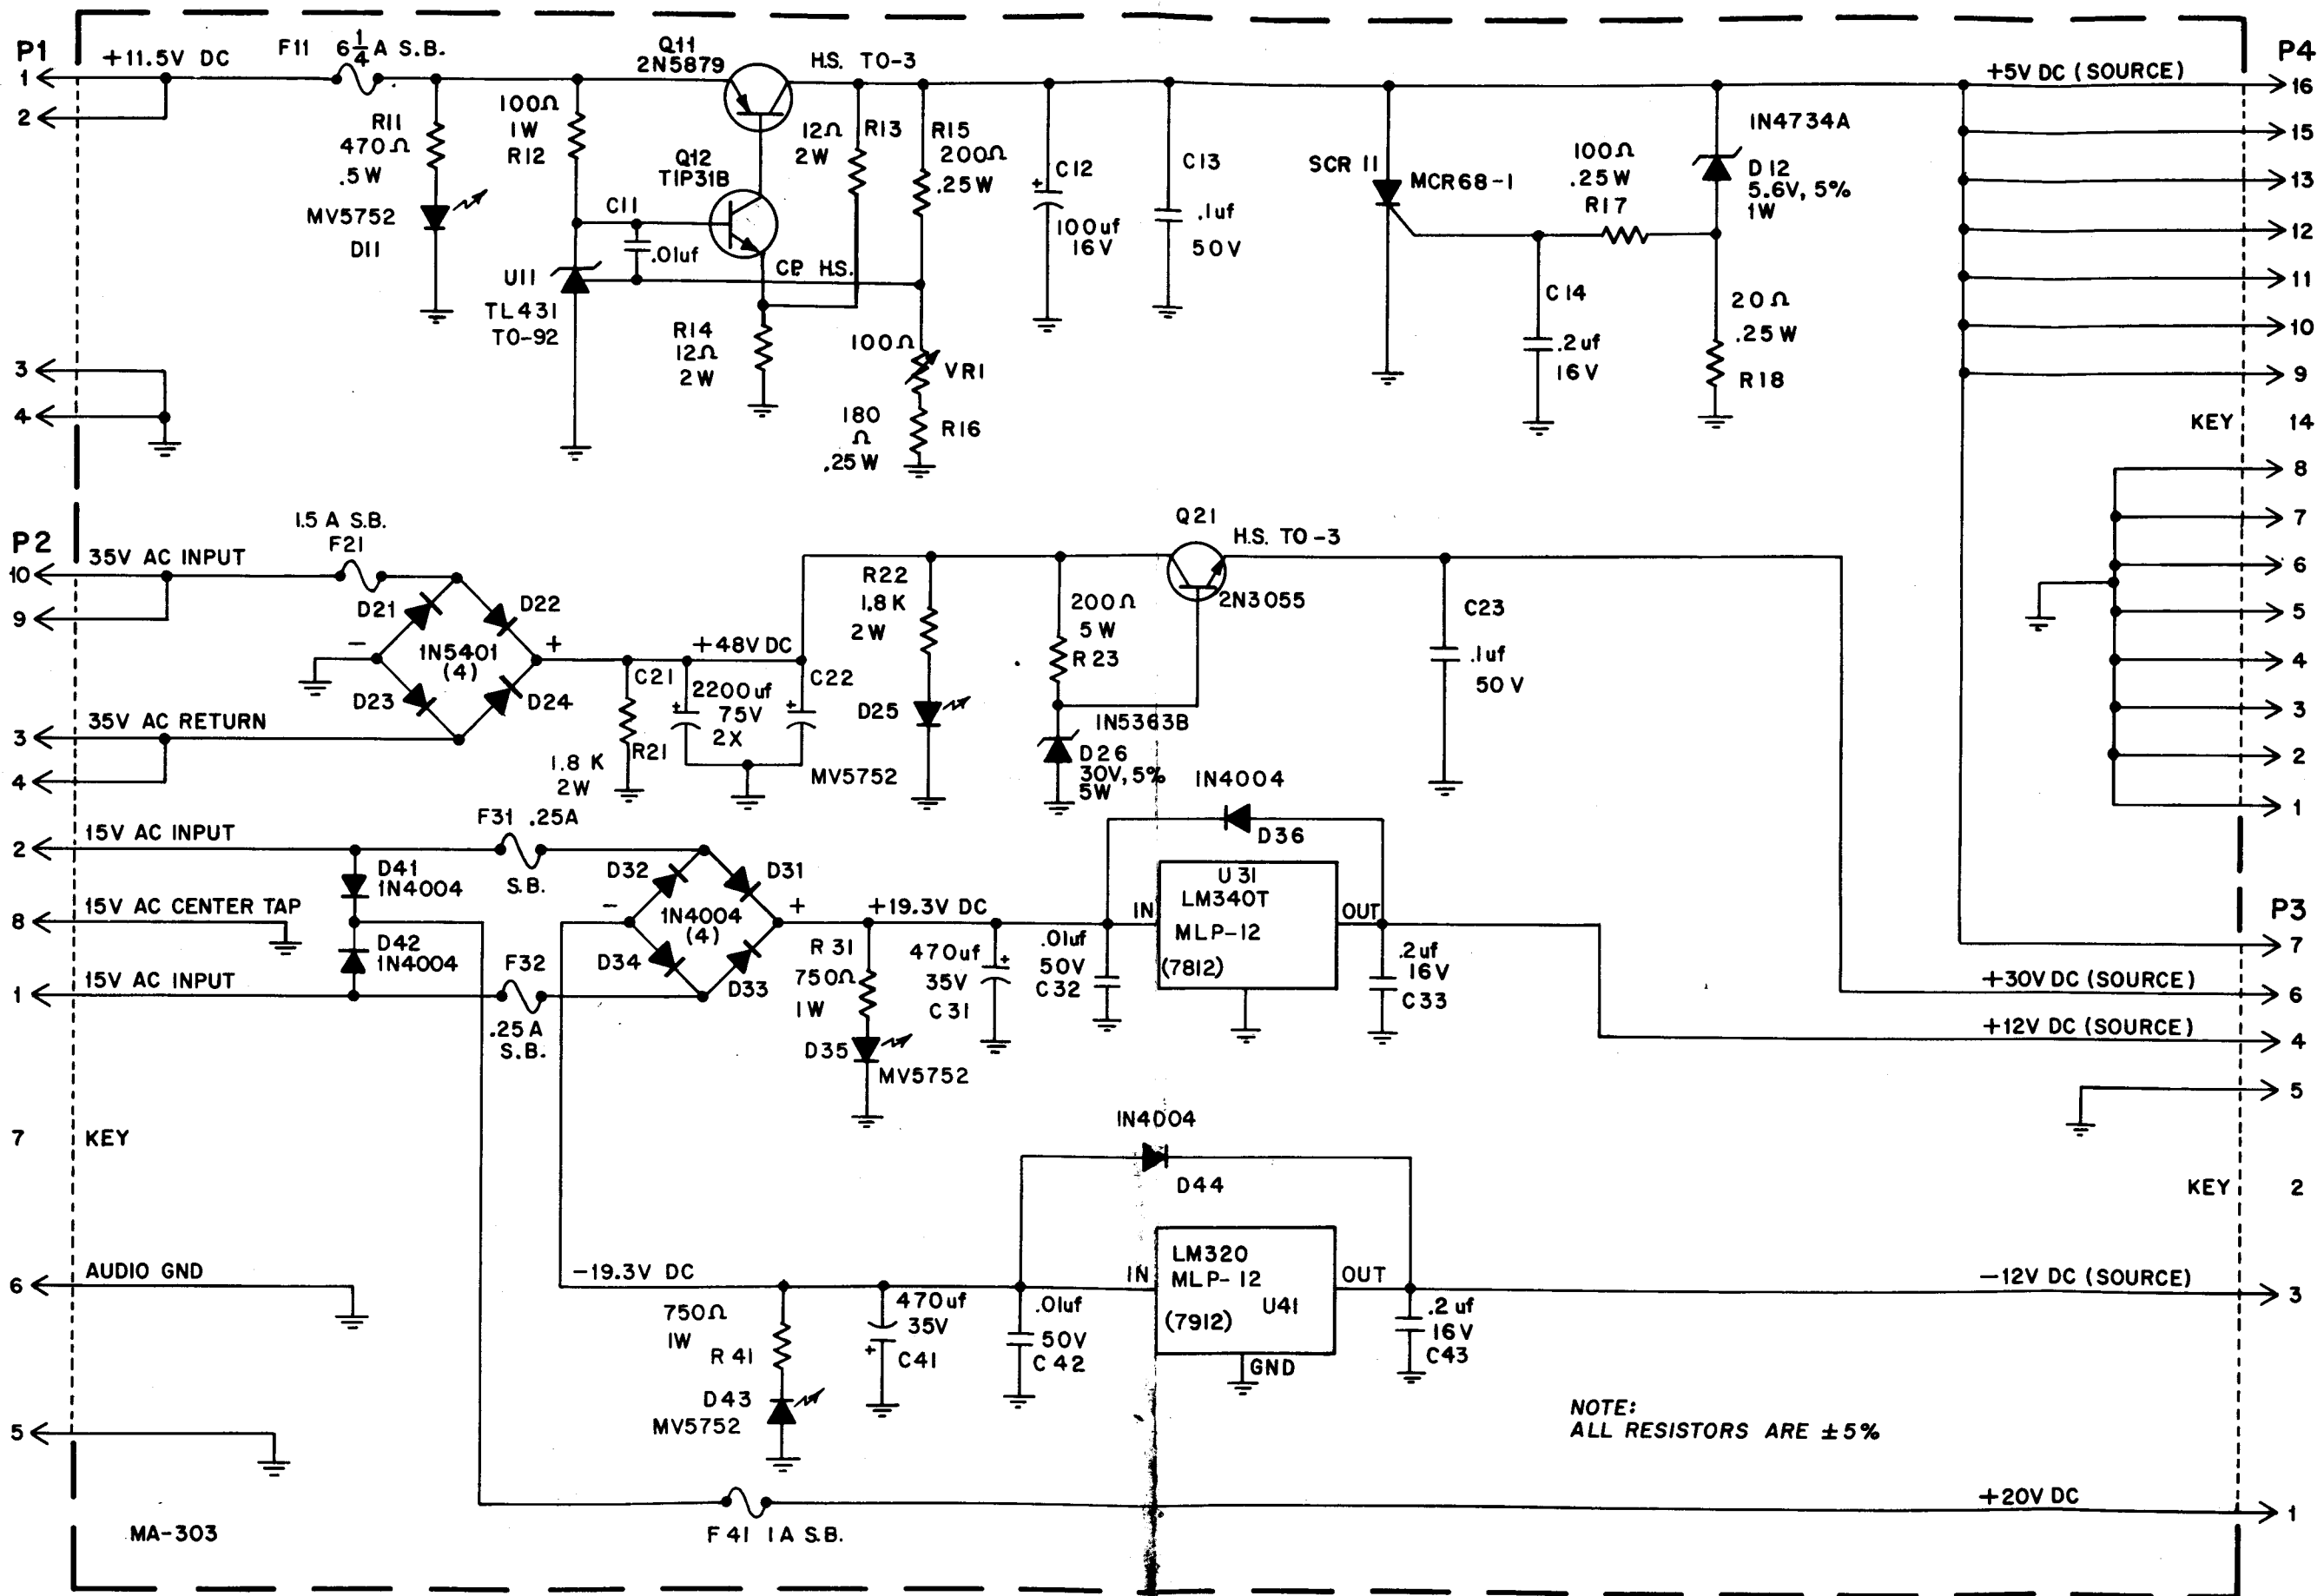 P1
+11.5V DC
F11 6 1/4 A S.B.
1
2
R11
470Ω
.5W
MV5752
D11
100Ω
1W
R12
Q11
2N5879
H.S. TO-3
Q12
TIP31B
C11
.01uf
C.P. H.S.
U11
TL431
TO-92
12Ω
2W
R13
R14
12Ω
2W
R15
200Ω
.25W
100Ω
VR1
180
Ω
.25W
R16
C12
100uf
16V
+
C13
.1uf
50V
SCR 11
MCR68-1
100Ω
.25W
R17
C14
.2uf
16V
1N4734A
D12
5.6V, 5%
1W
20Ω
.25W
R18
+5V DC (SOURCE)
P4
16
15
13
12
11
10
9
KEY 14
8
7
6
5
4
3
2
1
3
4
P2
1.5 A S.B.
F21
35V AC INPUT
10
9
D21
D22
1N5401
(4)
D23
D24
-
+
35V AC RETURN
3
4
+48V DC
C21
2200uf
75V
2X
+
C22
+
R21
1.8 K
2W
R22
1.8K
2W
D25
MV5752
200Ω
5W
R23
1N5363B
D26
30V, 5%
5W
Q21
H.S. TO-3
2N3055
C23
.1uf
50V
15V AC INPUT
2
F31 .25A
S.B.
D41
1N4004
15V AC CENTER TAP
8
D42
1N4004
15V AC INPUT
1
F32
.25A
S.B.
D32
D31
1N4004
(4)
D34
D33
-
+
+19.3V DC
R31
750Ω
1W
D35
MV5752
470uf
35V
C31
+
.01uf
50V
C32
1N4004
D36
U31
LM340T
MLP-12
(7812)
IN
OUT
.2uf
16V
C33
P3
7
+30V DC (SOURCE)
6
+12V DC (SOURCE)
4
5
KEY 2
7 KEY
6
AUDIO GND
5
-19.3V DC
750Ω
1W
R41
D43
MV5752
470uf
35V
C41
+
.01uf
50V
C42
1N4004
D44
LM320
MLP-12
U41
(7912)
IN
OUT
GND
.2uf
16V
C43
-12V DC (SOURCE)
3
NOTE:
ALL RESISTORS ARE ±5%
F41 1A S.B.
+20V DC
1
MA-303